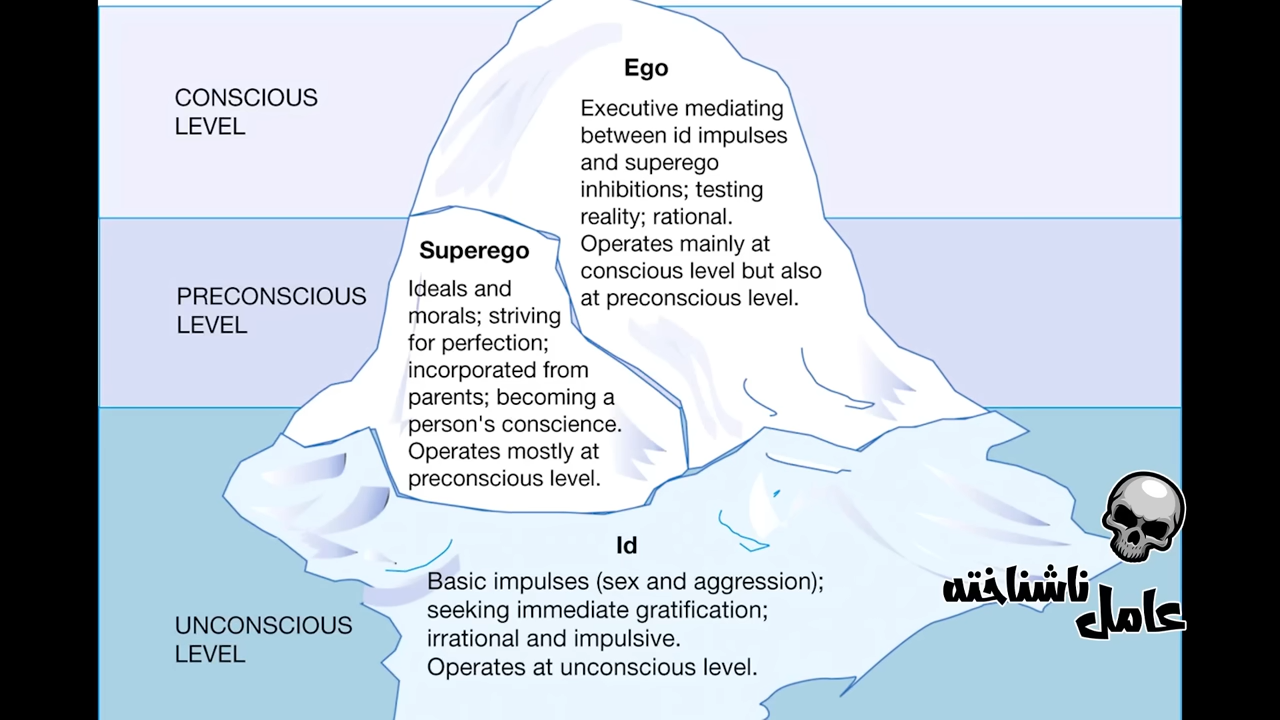 CONSCIOUS
LEVEL
Ego
Executive mediating
between id impulses
and superego
inhibitions; testing
reality; rational.
Operates mainly at
conscious level but also
at preconscious level.
PRECONSCIOUS
LEVEL
Superego
Ideals and
morals; striving
for perfection;
incorporated from
parents; becoming a
person's conscience.
Operates mostly at
preconscious level.
UNCONSCIOUS
LEVEL
Id
Basic impulses (sex and aggression);
seeking immediate gratification;
irrational and impulsive.
Operates at unconscious level.
عامل ناشناخته